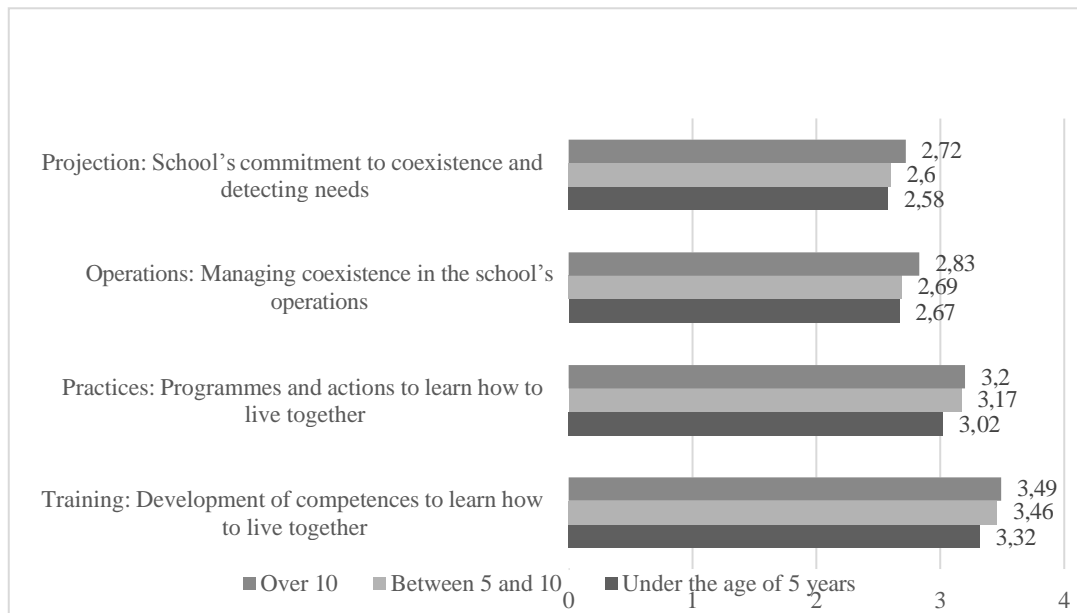 Projection: School’s commitment to coexistence and
detecting needs
2,72
2,6
2,58
Operations: Managing coexistence in the school’s
operations
2,83
2,69
2,67
Practices: Programmes and actions to learn how to
live together
3,2
3,17
3,02
Training: Development of competences to learn how
to live together
3,49
3,46
3,32
Over 10 Between 5 and 10 Under the age of 5 years
0 1 2 3 4